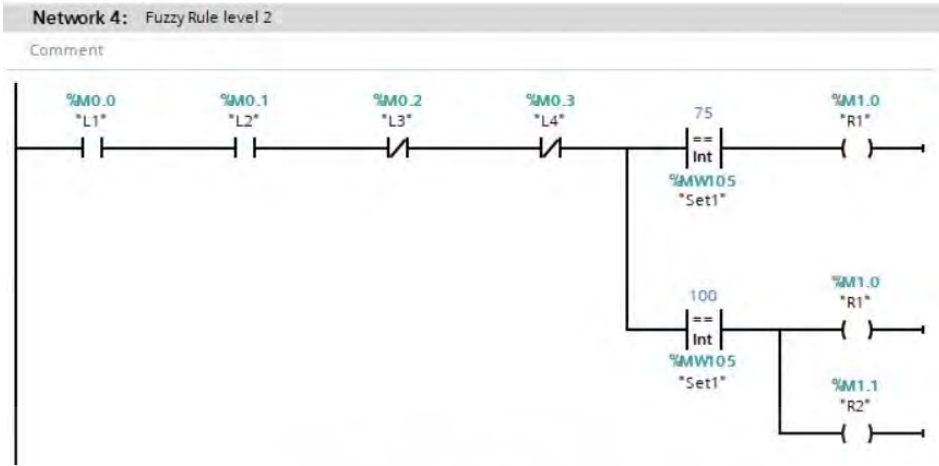 Network 4: Fuzzy Rule level 2
Comment
%M0.0 %M0.1 %M0.2 %M0.3 75 %M1.0
"L1" "L2" "L3" "L4" "R1"
==
Int
%MW105
"Set1"
100 %M1.0
"R1"
==
Int
%MW105
"Set1"
%M1.1
"R2"